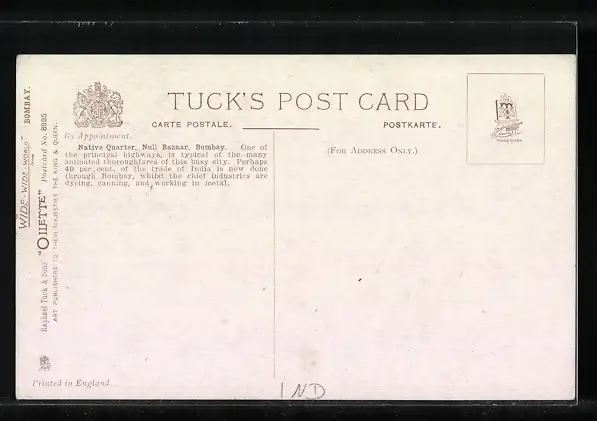 TUCK'S POST CARD
CARTE POSTALE.
POSTKARTE.
(FOR ADDRESS ONLY.)
TRADE MARK
By Appointment.
Native Quarter, Null Bazaar, Bombay. One of
the principal highways, is typical of the many
animated thoroughfares of this busy city. Perhaps
40 per cent. of the trade of India is now done
through Bombay, whilst the chief industries are
dyeing, canning, and working in metal.
"WIDE-WIDE-WORLD" BOMBAY.
Raphael Tuck & Sons' "OILETTE" Postcard No. 8925
ART PUBLISHERS TO THEIR MAJESTIES THE KING & QUEEN.
Printed in England.
IND